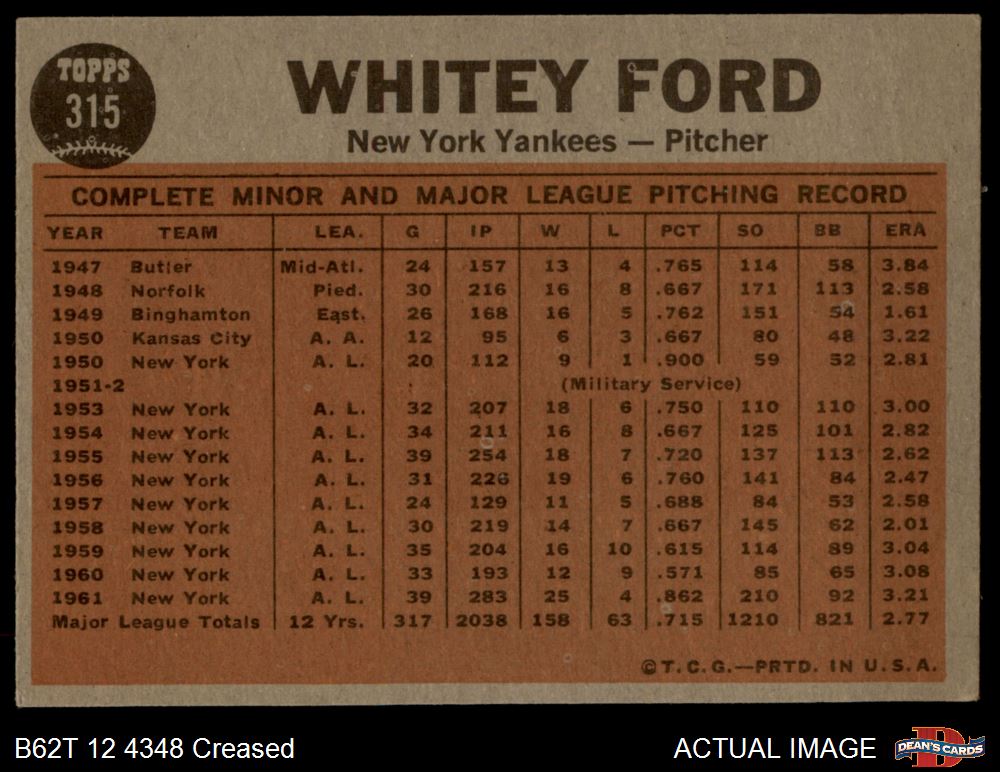 TOPPS
315
WHITEY FORD
New York Yankees — Pitcher
COMPLETE MINOR AND MAJOR LEAGUE PITCHING RECORD
YEAR TEAM LEA. G IP W L PCT SO BB ERA
1947 Butler Mid-Atl. 24 157 13 4 .765 114 58 3.84
1948 Norfolk Pied. 30 216 16 8 .667 171 113 2.58
1949 Binghamton East. 26 168 16 5 .762 151 54 1.61
1950 Kansas City A. A. 12 95 6 3 .667 80 48 3.22
1950 New York A. L. 20 112 9 1 .900 59 52 2.81
1951-2 (Military Service)
1953 New York A. L. 32 207 18 6 .750 110 110 3.00
1954 New York A. L. 34 211 16 8 .667 125 101 2.82
1955 New York A. L. 39 254 18 7 .720 137 113 2.62
1956 New York A. L. 31 226 19 6 .760 141 84 2.47
1957 New York A. L. 24 129 11 5 .688 84 53 2.58
1958 New York A. L. 30 219 14 7 .667 145 62 2.01
1959 New York A. L. 35 204 16 10 .615 114 89 3.04
1960 New York A. L. 33 193 12 9 .571 85 65 3.08
1961 New York A. L. 39 283 25 4 .862 210 92 3.21
Major League Totals 12 Yrs. 317 2038 158 63 .715 1210 821 2.77
©T.C.G.—PRTD. IN U.S.A.
B62T 12 4348 Creased
ACTUAL IMAGE
DEAN'S CARDS